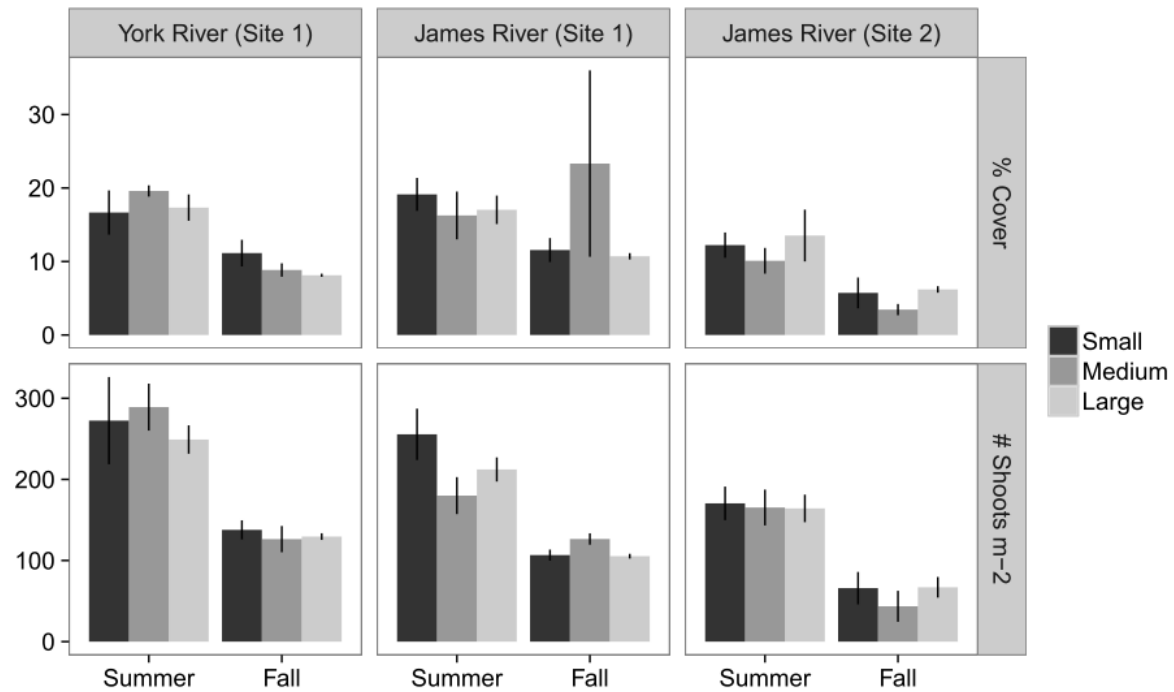 York River (Site 1) James River (Site 1) James River (Site 2)
30
20
10
0
% Cover
300
200
100
0
# Shoots m−2
Summer Fall Summer Fall Summer Fall
Small
Medium
Large